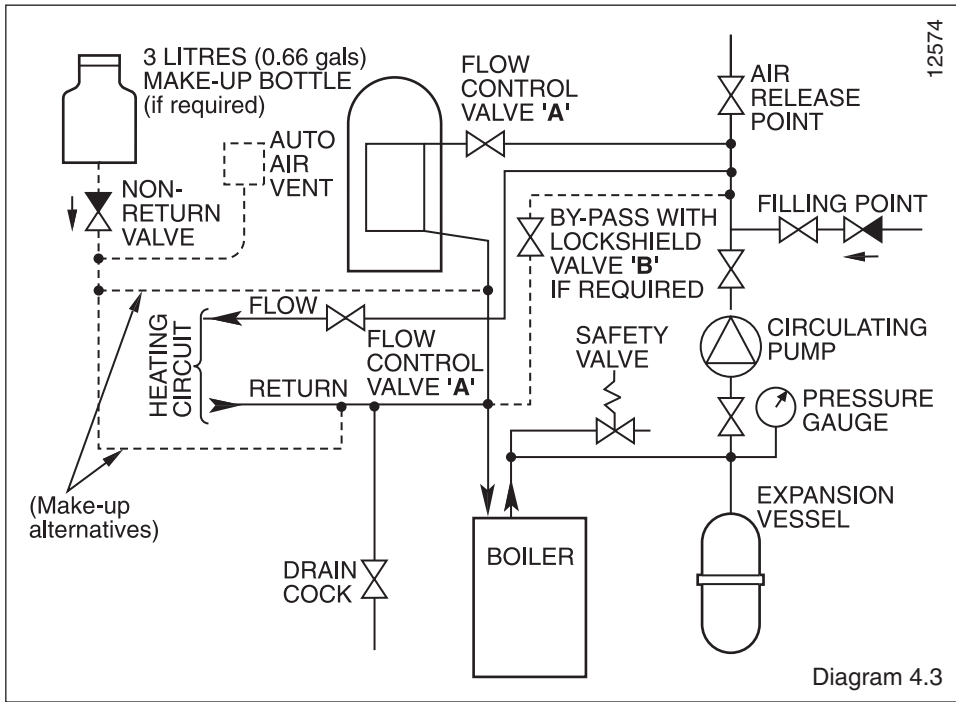 12574
3 LITRES (0.66 gals)
MAKE-UP BOTTLE
(if required)
FLOW
CONTROL
VALVE 'A'
AIR
RELEASE
POINT
AUTO
AIR
VENT
NON-
RETURN
VALVE
BY-PASS WITH
LOCKSHIELD
VALVE 'B'
IF REQUIRED
FILLING POINT
FLOW
HEATING
CIRCUIT
FLOW
CONTROL
VALVE 'A'
RETURN
SAFETY
VALVE
CIRCULATING
PUMP
PRESSURE
GAUGE
(Make-up
alternatives)
EXPANSION
VESSEL
BOILER
DRAIN
COCK
Diagram 4.3